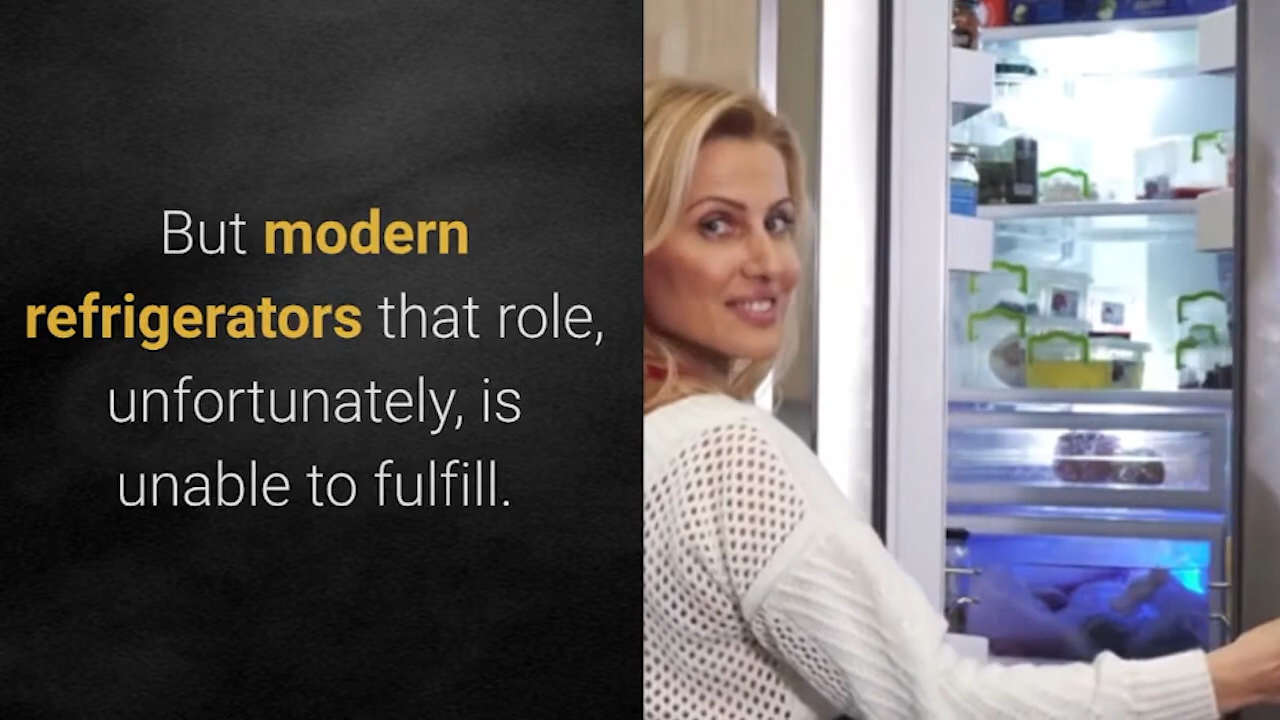 But modern
refrigerators that role,
unfortunately, is
unable to fulfill.